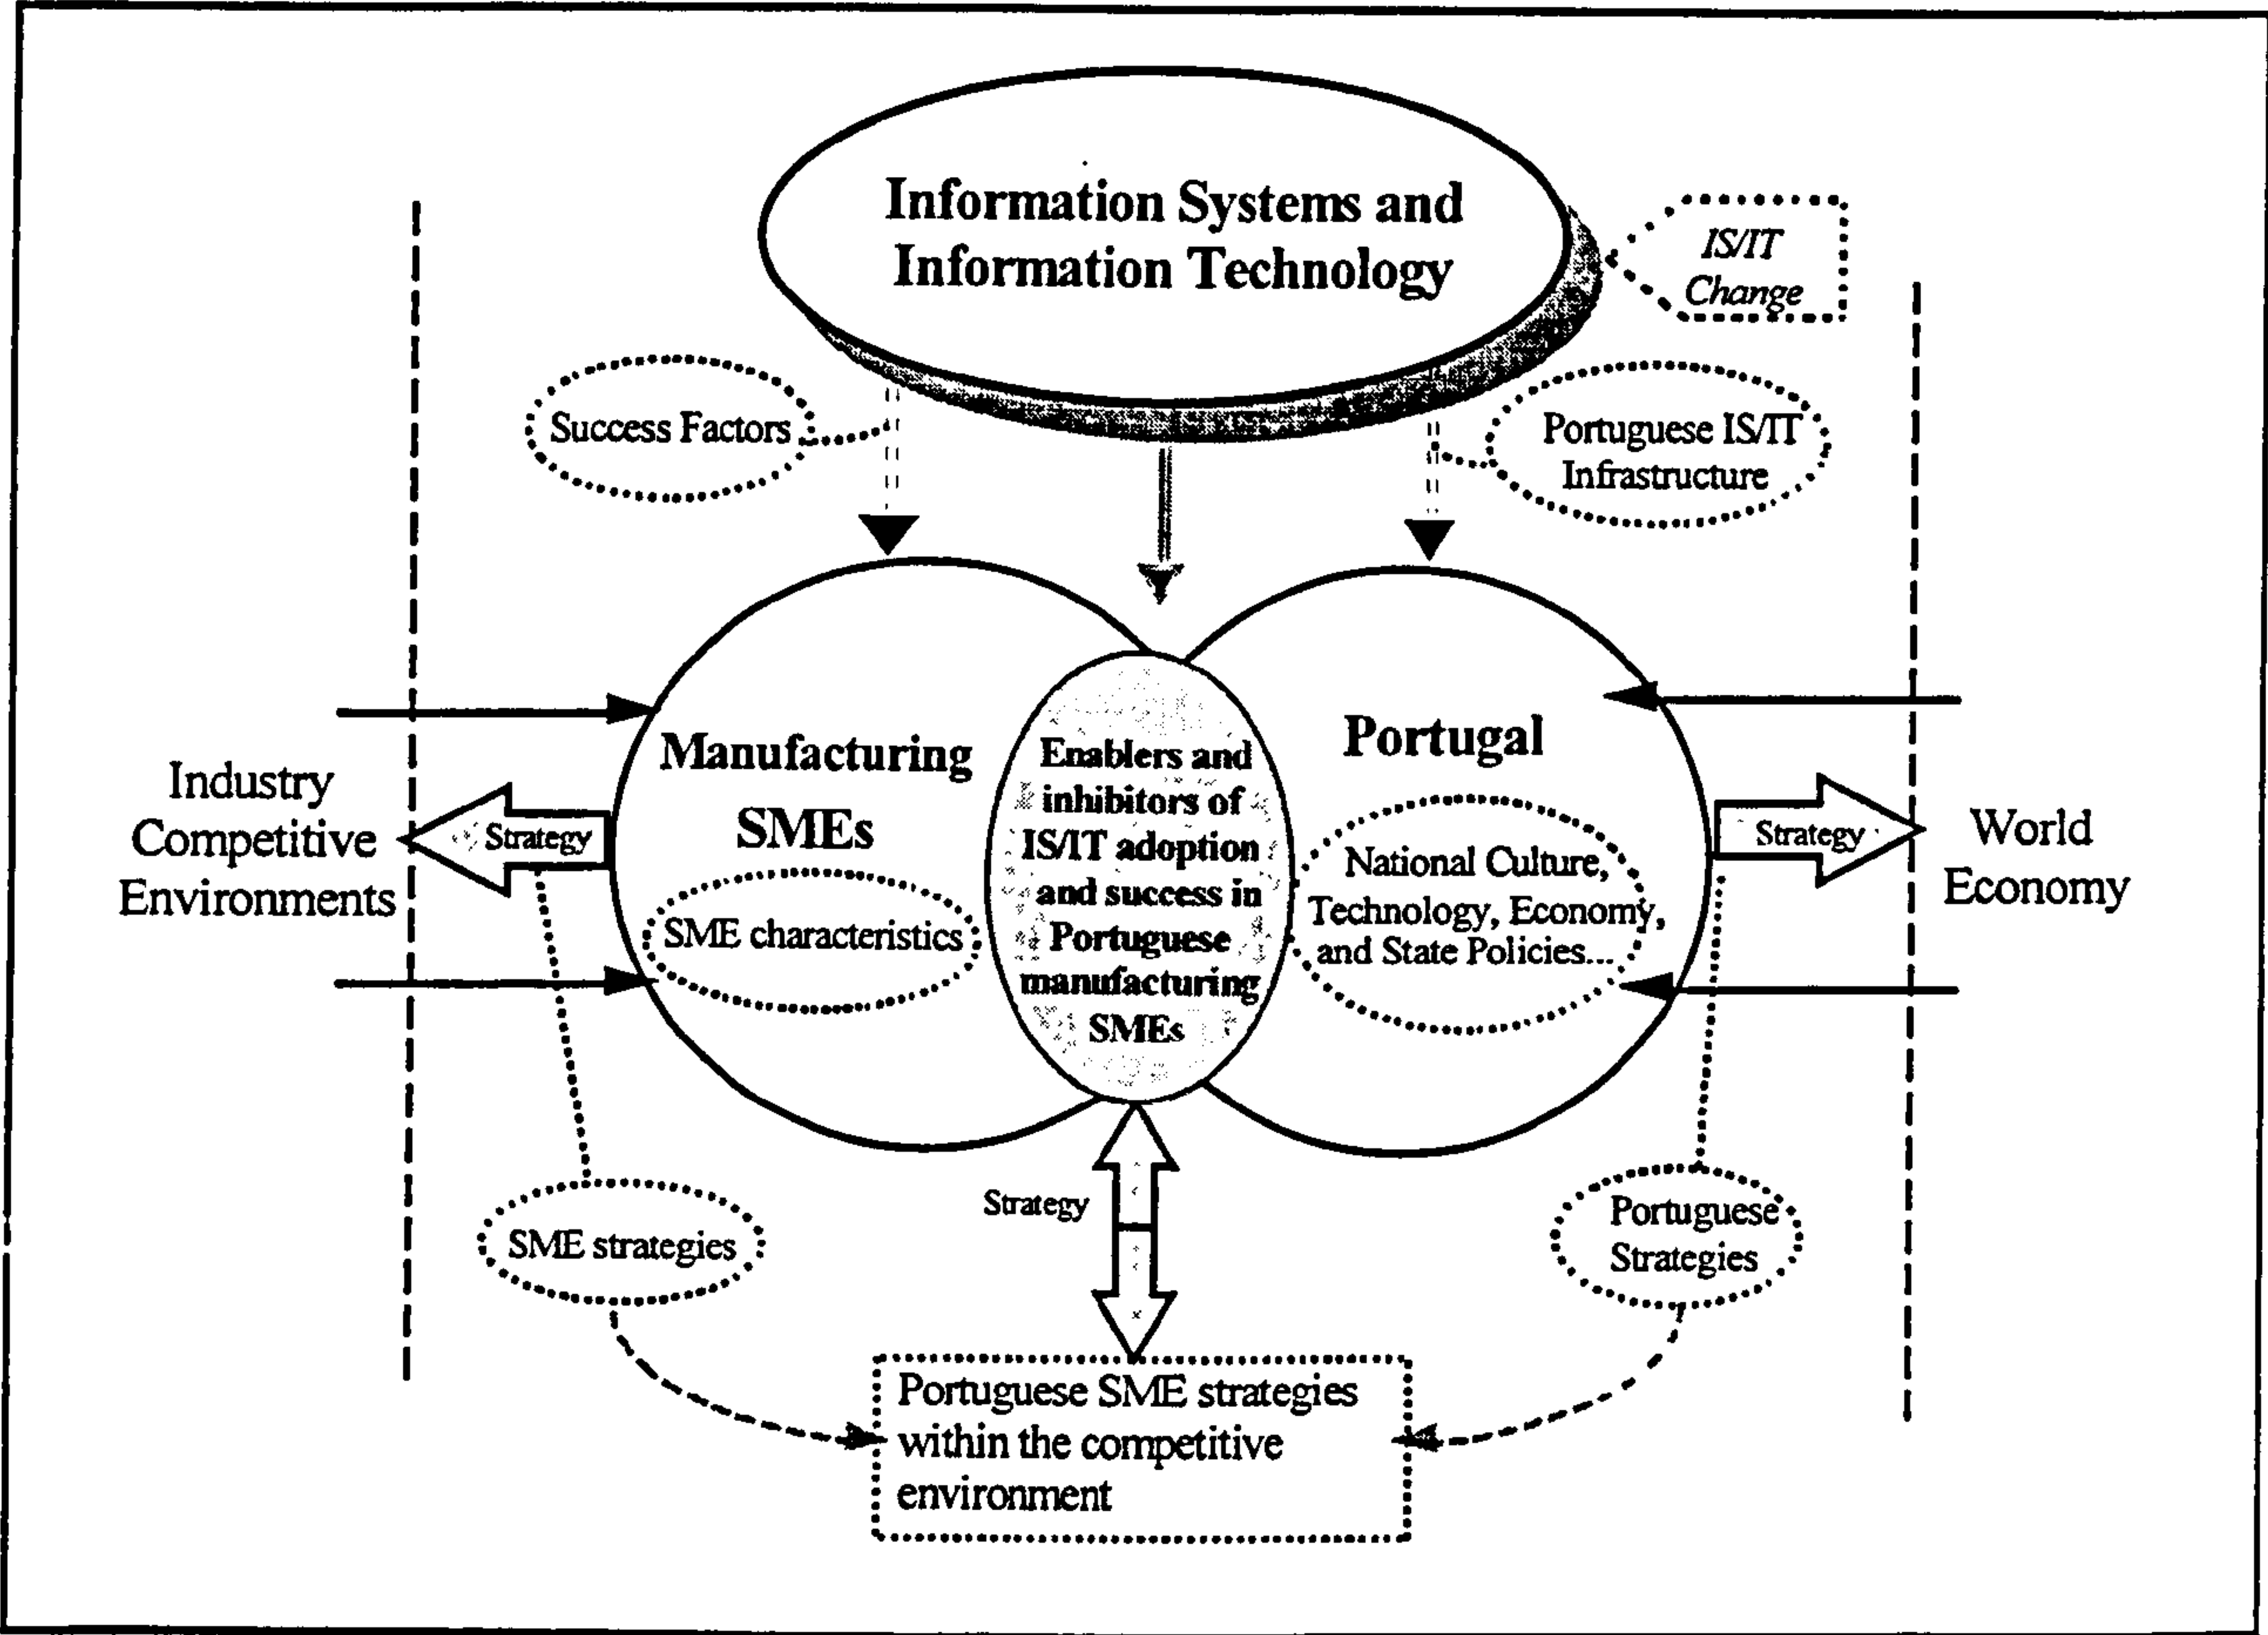 Information Systems and
Information Technology
IS/IT
Change
Success Factors
Portuguese IS/IT
Infrastructure
Industry
Competitive
Environments
Strategy
Manufacturing
SMEs
SME characteristics
Enablers and
inhibitors of
IS/IT adoption
and success in
Portuguese
manufacturing
SMEs
Portugal
National Culture,
Technology, Economy,
and State Policies...
Strategy
World
Economy
Strategy
SME strategies
Portuguese
Strategies
Portuguese SME strategies
within the competitive
environment